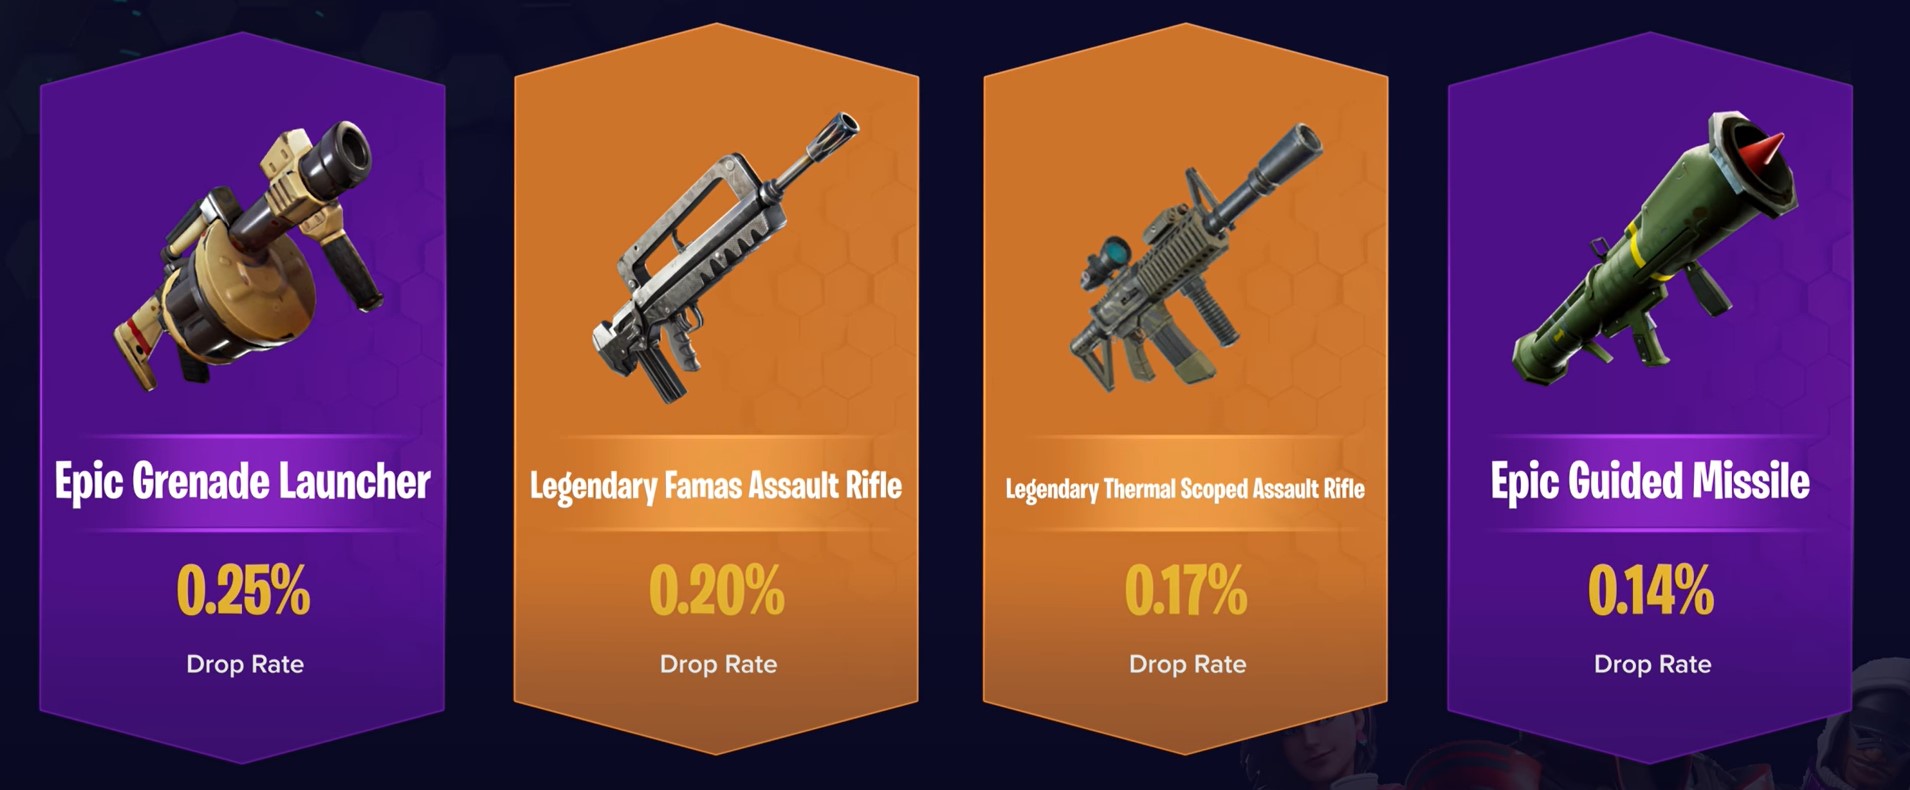 Epic Grenade Launcher
0.25%
Drop Rate
Legendary Famas Assault Rifle
0.20%
Drop Rate
Legendary Thermal Scoped Assault Rifle
0.17%
Drop Rate
Epic Guided Missile
0.14%
Drop Rate